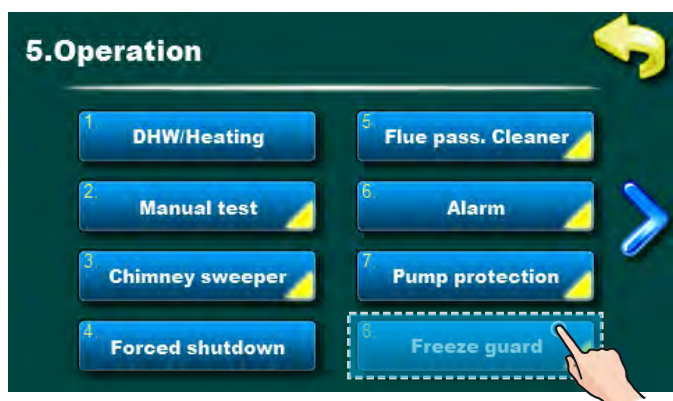 5.Operation
1.
DHW/Heating
2.
Manual test
3.
Chimney sweeper
4.
Forced shutdown
5.
Flue pass. Cleaner
6.
Alarm
7.
Pump protection
8.
Freeze guard